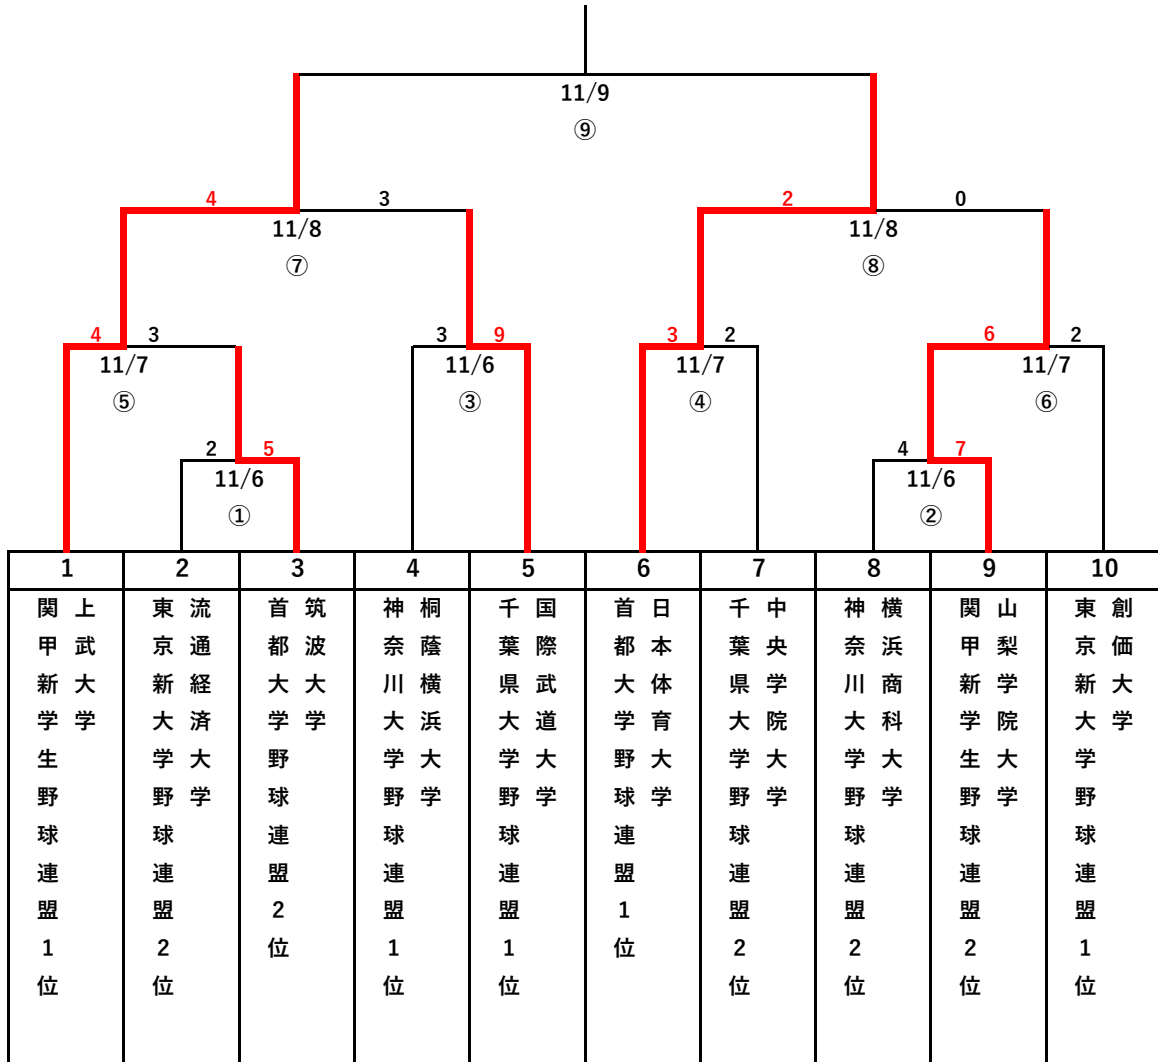 11/9
⑨
4
3
2
0
11/8
11/8
⑦
⑧
4
3
3
9
3
2
6
2
11/7
11/6
11/7
11/7
⑤
③
④
⑥
2
5
4
7
11/6
11/6
①
②
1
2
3
4
5
6
7
8
9
10
上武大学
関甲新学生野球連盟1位
流通経済大学
東京新大学野球連盟2位
筑波大学
首都大学野球連盟2位
桐蔭横浜大学
神奈川大学野球連盟1位
国際武道大学
千葉県大学野球連盟1位
日本体育大学
首都大学野球連盟1位
中央学院大学
千葉県大学野球連盟2位
横浜商科大学
神奈川大学野球連盟2位
山梨学院大学
関甲新学生野球連盟2位
創価大学
東京新大学野球連盟1位